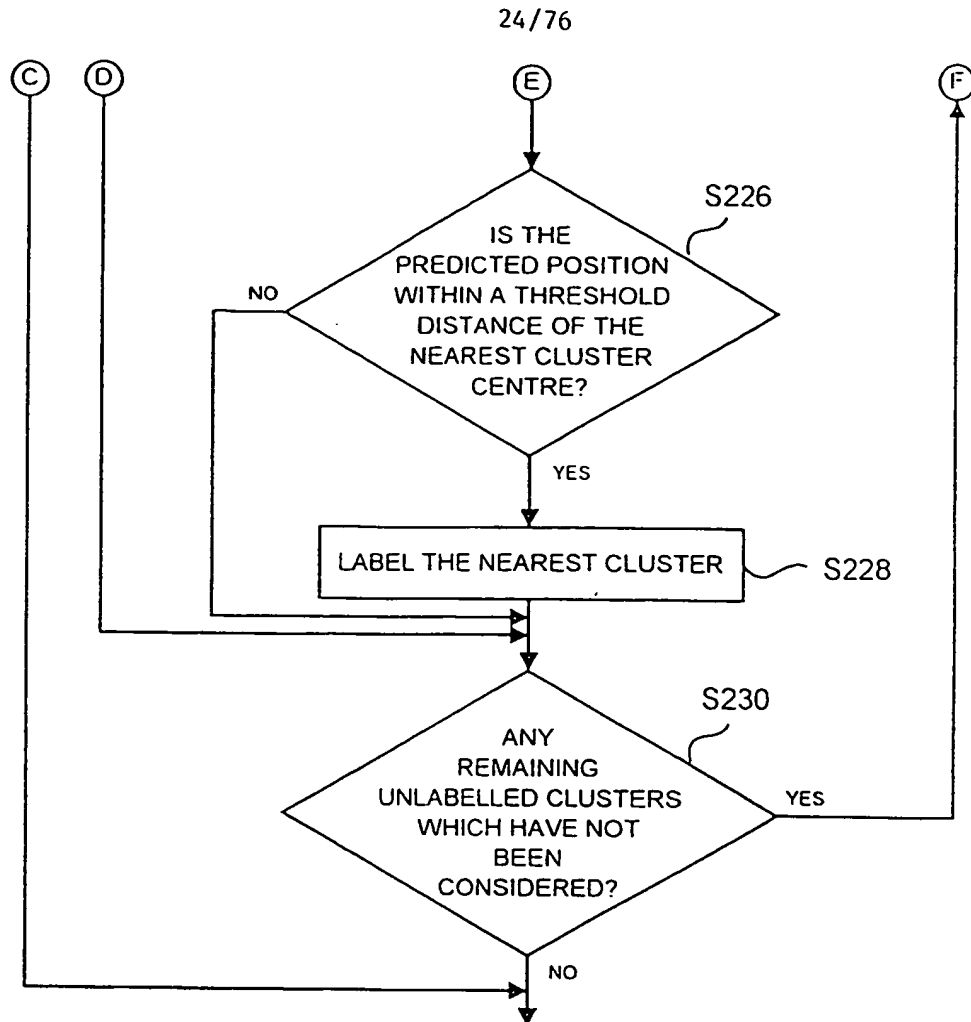 24/76
C
D
E
F
S226
IS THE
PREDICTED POSITION
WITHIN A THRESHOLD
DISTANCE OF THE
NEAREST CLUSTER
CENTRE?
NO
YES
LABEL THE NEAREST CLUSTER
S228
S230
ANY
REMAINING
UNLABELLED CLUSTERS
WHICH HAVE NOT
BEEN
CONSIDERED?
YES
NO